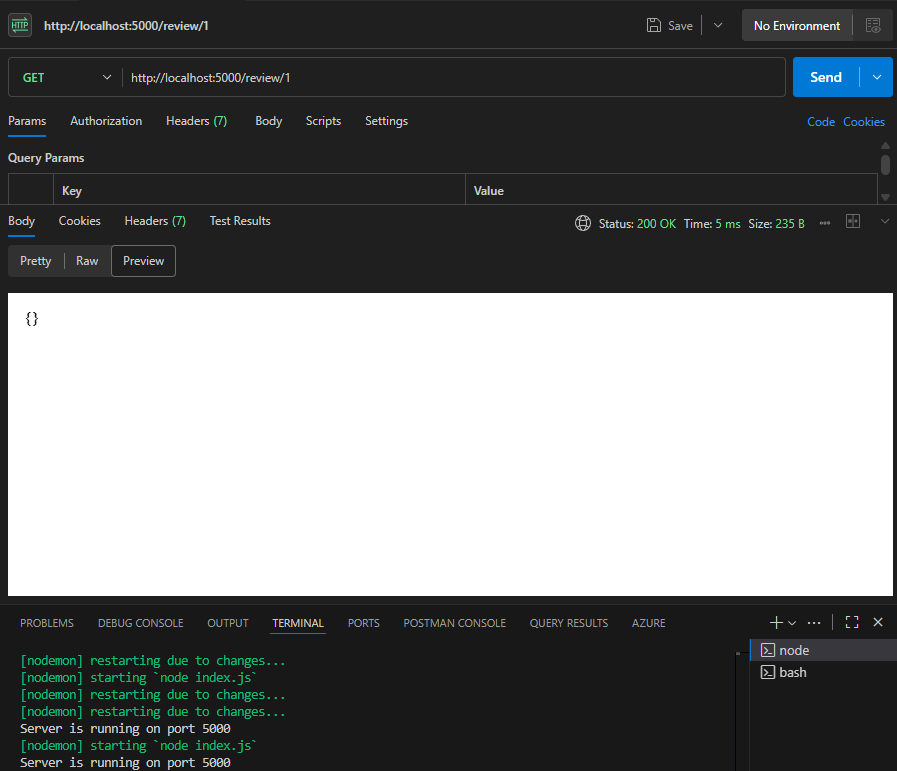 HTTP http://localhost:5000/review/1 Save No Environment
GET http://localhost:5000/review/1 Send
Params Authorization Headers (7) Body Scripts Settings Code Cookies
Query Params
Key Value
Body Cookies Headers (7) Test Results Status: 200 OK Time: 5 ms Size: 235 B
Pretty Raw Preview
{}
PROBLEMS DEBUG CONSOLE OUTPUT TERMINAL PORTS POSTMAN CONSOLE QUERY RESULTS AZURE
node
bash
[nodemon] restarting due to changes...
[nodemon] starting `node index.js`
[nodemon] restarting due to changes...
[nodemon] restarting due to changes...
Server is running on port 5000
[nodemon] starting `node index.js`
Server is running on port 5000